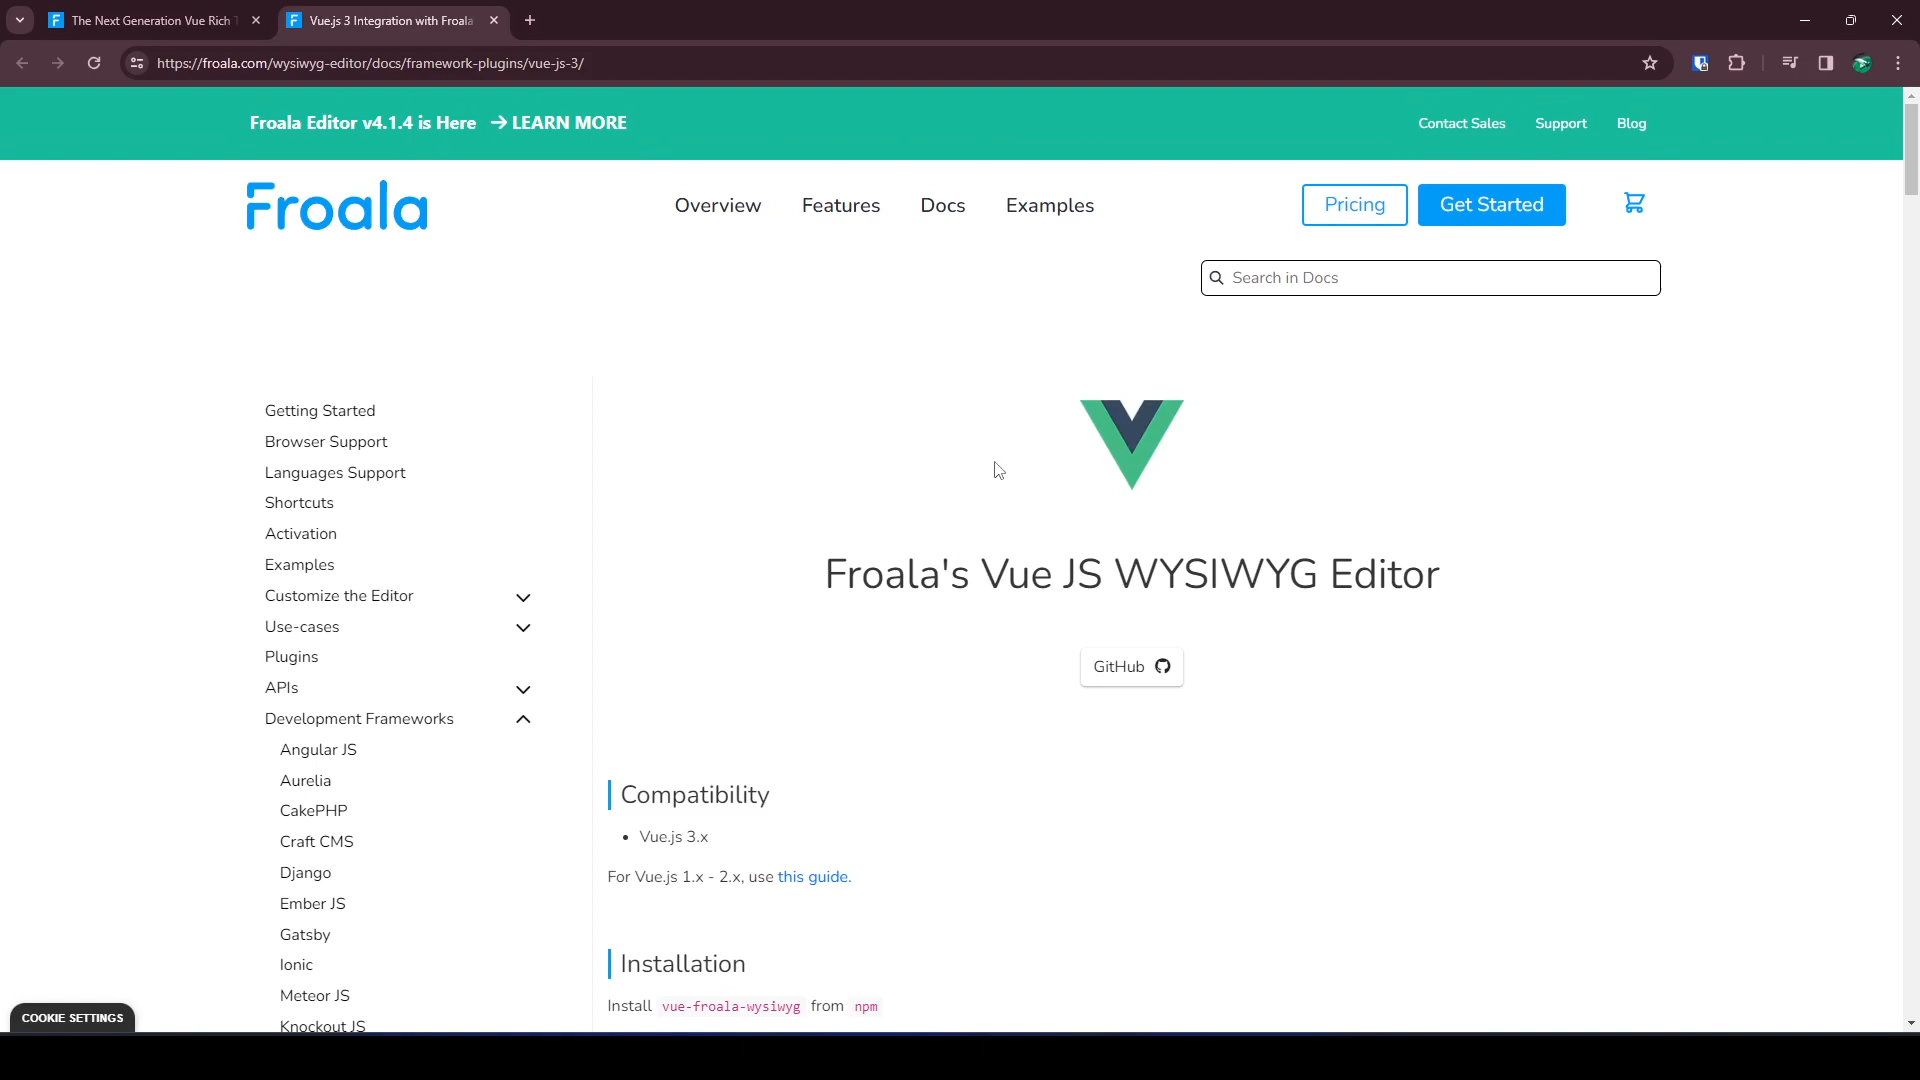 The Next Generation Vue Rich
Vue.js 3 Integration with Froala
https://froala.com/wysiwyg-editor/docs/framework-plugins/vue-js-3/
Froala Editor v4.1.4 is Here → LEARN MORE
Contact Sales Support Blog
Froala
Overview Features Docs Examples
Pricing Get Started
Search in Docs
Getting Started
Browser Support
Languages Support
Shortcuts
Activation
Examples
Customize the Editor
Use-cases
Plugins
APIs
Development Frameworks
Angular JS
Aurelia
CakePHP
Craft CMS
Django
Ember JS
Gatsby
Ionic
Meteor JS
Knockout JS
COOKIE SETTINGS
Froala's Vue JS WYSIWYG Editor
GitHub
Compatibility
• Vue.js 3.x
For Vue.js 1.x - 2.x, use this guide.
Installation
Install vue-froala-wysiwyg from npm